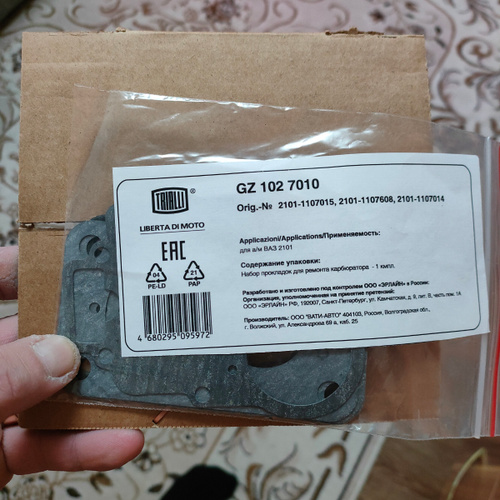 TRIALLI ®
LIBERTA DI MOTO
EAC
04
PE-LD
21
PAP
4 680295 095972
GZ 102 7010
Orig.-№ 2101-1107015, 2101-1107608, 2101-1107014
Applicazioni/Applications/Применяемость:
для а/м ВАЗ 2101
Содержание упаковки:
Набор прокладок для ремонта карбюратора - 1 кмпл.
Разработано и изготовлено под контролем ООО «ЭРЛАЙН»
Организация, уполномоченная на принятие претензий:
ООО «ЭРЛАЙН» РФ, 192007, Санкт-Петербург, ул. Камчатская, д. 9, лит. В, часть пом. 1А
Производитель: ООО "ВАТИ-АВТО" 404103, Россия, Волгоградская обл.,
г. Волжский, ул. Александрова 69 а, каб. 25